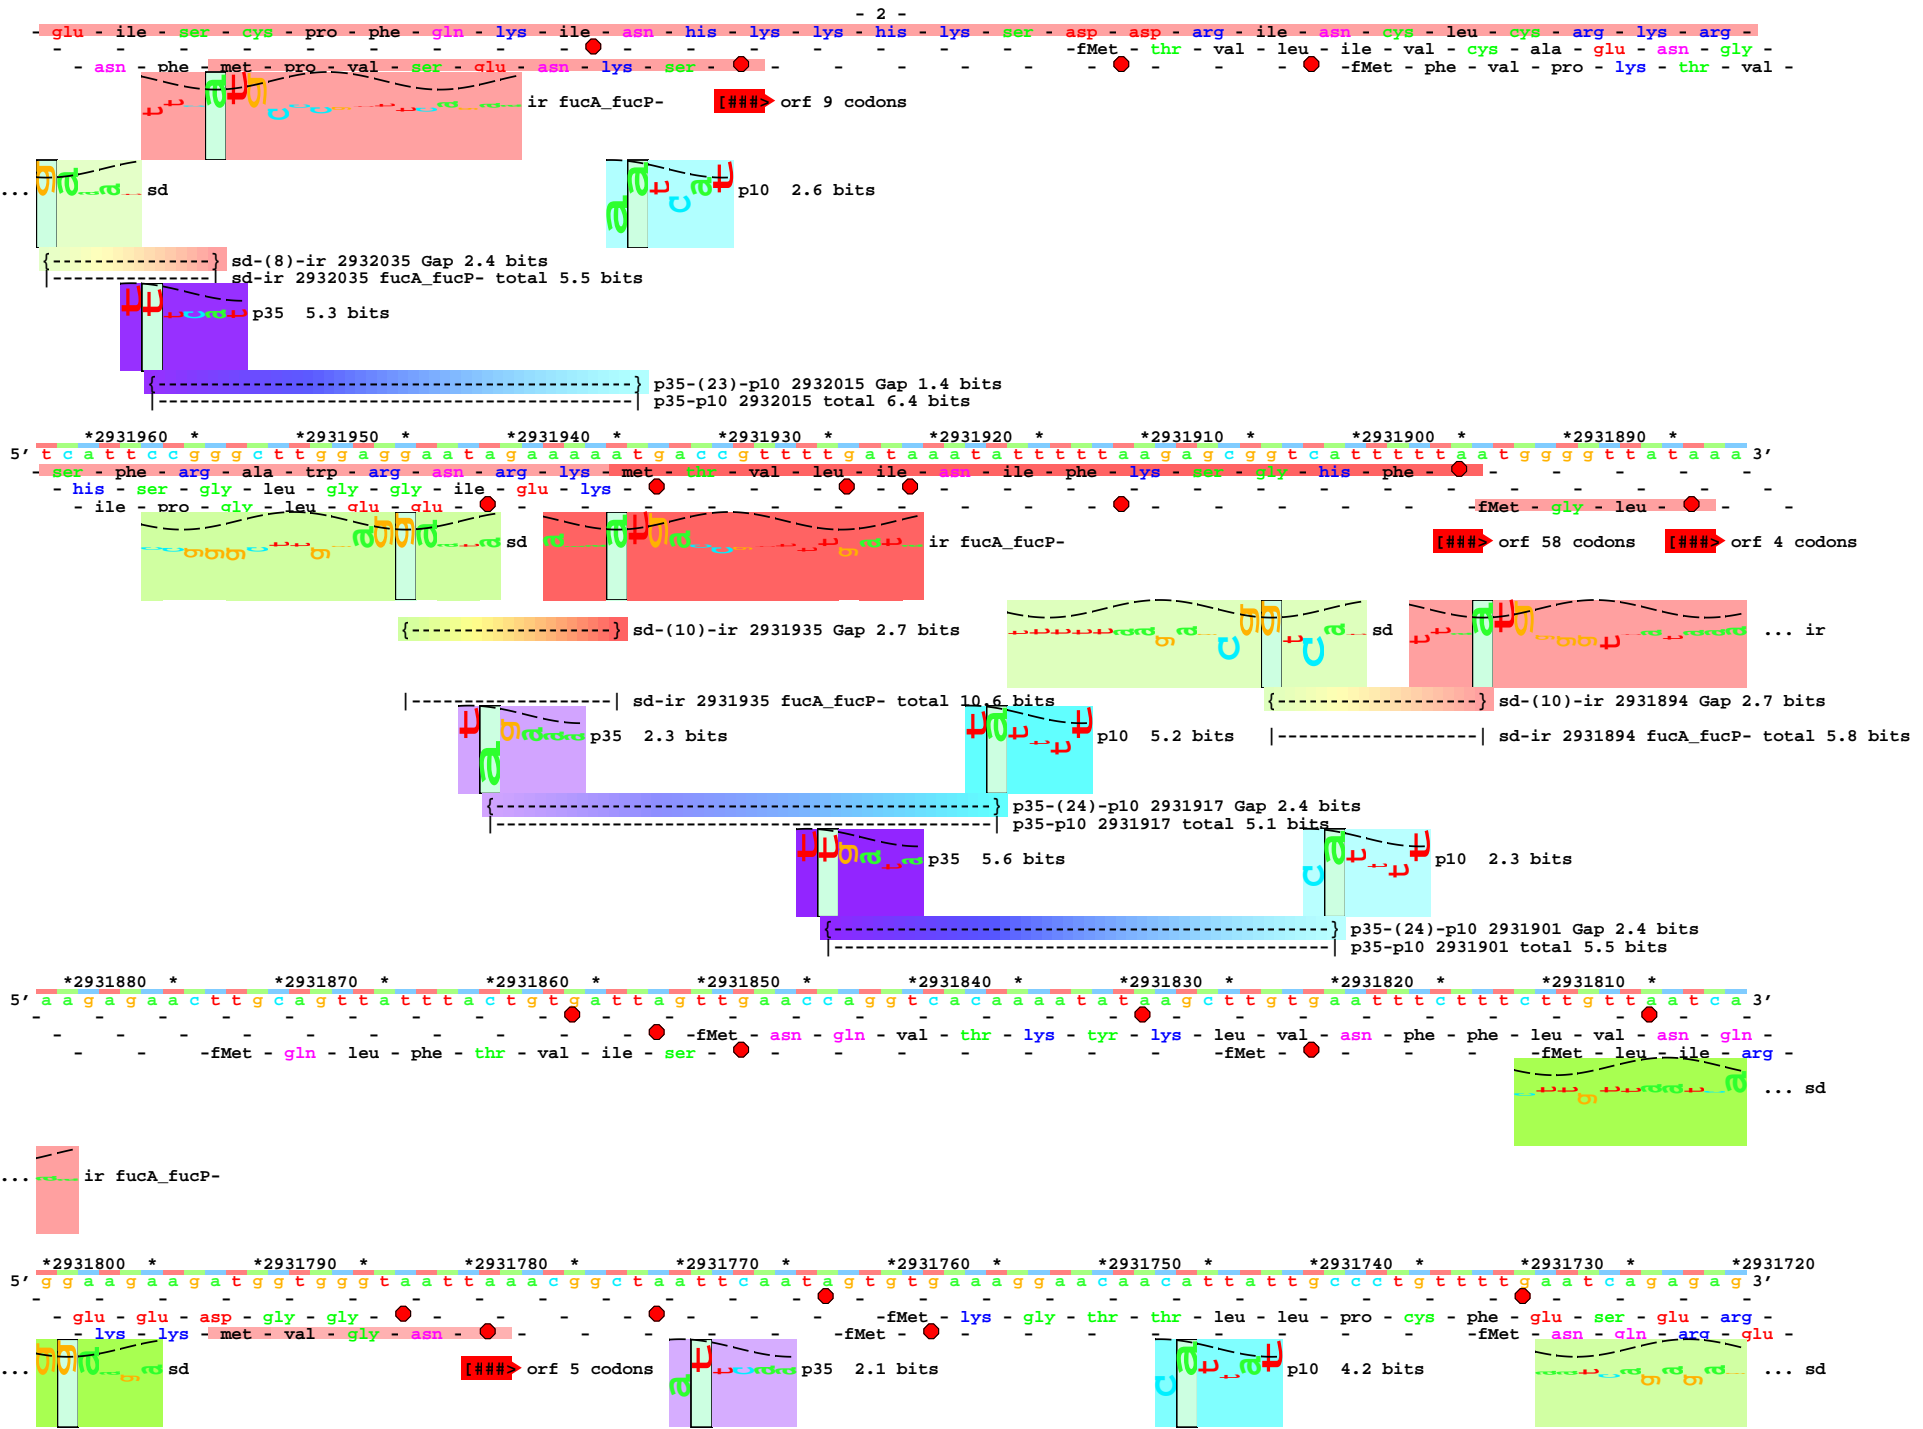 - 2 -
- glu - ile - ser - cys - pro - phe - gln - lys - ile - asn - his - lys - lys - his - lys - ser - asp - asp - arg - ile - asn - cys - leu - cys - arg - lys - arg -
- - - - - - - - - - - - - - - - -fMet - thr - val - leu - ile - val - cys - ala - glu - asn - gly -
- asn - phe - met - pro - val - ser - glu - asn - lys - ser - - - - - - - - - - -fMet - phe - val - pro - lys - thr - val -
ir fucA_fucP- [###> orf 9 codons
... sd p10 2.6 bits
{---------------} sd-(8)-ir 2932035 Gap 2.4 bits
|---------------| sd-ir 2932035 fucA_fucP- total 5.5 bits
p35 5.3 bits
{---------------------------------------------} p35-(23)-p10 2932015 Gap 1.4 bits
|---------------------------------------------| p35-p10 2932015 total 6.4 bits
*2931960 * *2931950 * *2931940 * *2931930 * *2931920 * *2931910 * *2931900 * *2931890 *
5' t c a t t c c g g g c t t g g a g g a a t a g a a a a a t g a c c g t t t t g a t a a a t a t t t t t a a g a g c g g t c a t t t t t a a t g g g g t t a t a a a 3'
- ser - phe - arg - ala - trp - arg - asn - arg - lys - met - thr - val - leu - ile - asn - ile - phe - lys - ser - gly - his - phe - - - - -
- his - ser - gly - leu - gly - gly - ile - glu - lys - - - - - - - - - - - - - - - - - -
- ile - pro - gly - leu - glu - glu - - - - - - - - - - - - - - - -fMet - gly - leu - - -
sd ir fucA_fucP- [###> orf 58 codons [###> orf 4 codons
{-------------------} sd-(10)-ir 2931935 Gap 2.7 bits sd ... ir
|-------------------| sd-ir 2931935 fucA_fucP- total 10.6 bits {-------------------} sd-(10)-ir 2931894 Gap 2.7 bits
p35 2.3 bits p10 5.2 bits |-------------------| sd-ir 2931894 fucA_fucP- total 5.8 bits
{-----------------------------------------------} p35-(24)-p10 2931917 Gap 2.4 bits
|-----------------------------------------------| p35-p10 2931917 total 5.1 bits
p35 5.6 bits p10 2.3 bits
{-----------------------------------------------} p35-(24)-p10 2931901 Gap 2.4 bits
|-----------------------------------------------| p35-p10 2931901 total 5.5 bits
*2931880 * *2931870 * *2931860 * *2931850 * *2931840 * *2931830 * *2931820 * *2931810 *
5' a a g a g a a c t t g c a g t t a t t t a c t g t g a t t a g t t g a a c c a g g t c a c a a a a t a t a a g c t t g t g a a t t t c t t t c t t g t t a a t c a 3'
- - - - - - - - - - - - - - - - - - - - - - - - - -
- - - - - - - - - - -fMet - asn - gln - val - thr - lys - tyr - lys - leu - val - asn - phe - phe - leu - val - asn - gln -
- - -fMet - gln - leu - phe - thr - val - ile - ser - - - - - - - - -fMet - - - - -fMet - leu - ile - arg -
... sd
... ir fucA_fucP-
*2931800 * *2931790 * *2931780 * *2931770 * *2931760 * *2931750 * *2931740 * *2931730 * *2931720
5' g g a a g a a g a t g g t g g g t a a t t a a a c g g c t a a t t c a a t a g t g t g a a a g g a a c a a c a t t a t t g c c c t g t t t t g a a t c a g a g a g 3'
- - - - - - - - - - - - - - - - - - - - - - - - - -
- glu - glu - asp - gly - gly - - - - - - - - -fMet - lys - gly - thr - thr - leu - leu - pro - cys - phe - glu - ser - glu - arg -
- lys - lys - met - val - gly - asn - - - - - - -fMet - - - - - - - - - -fMet - asn - gln - arg - glu -
... sd [###> orf 5 codons p35 2.1 bits p10 4.2 bits ... sd